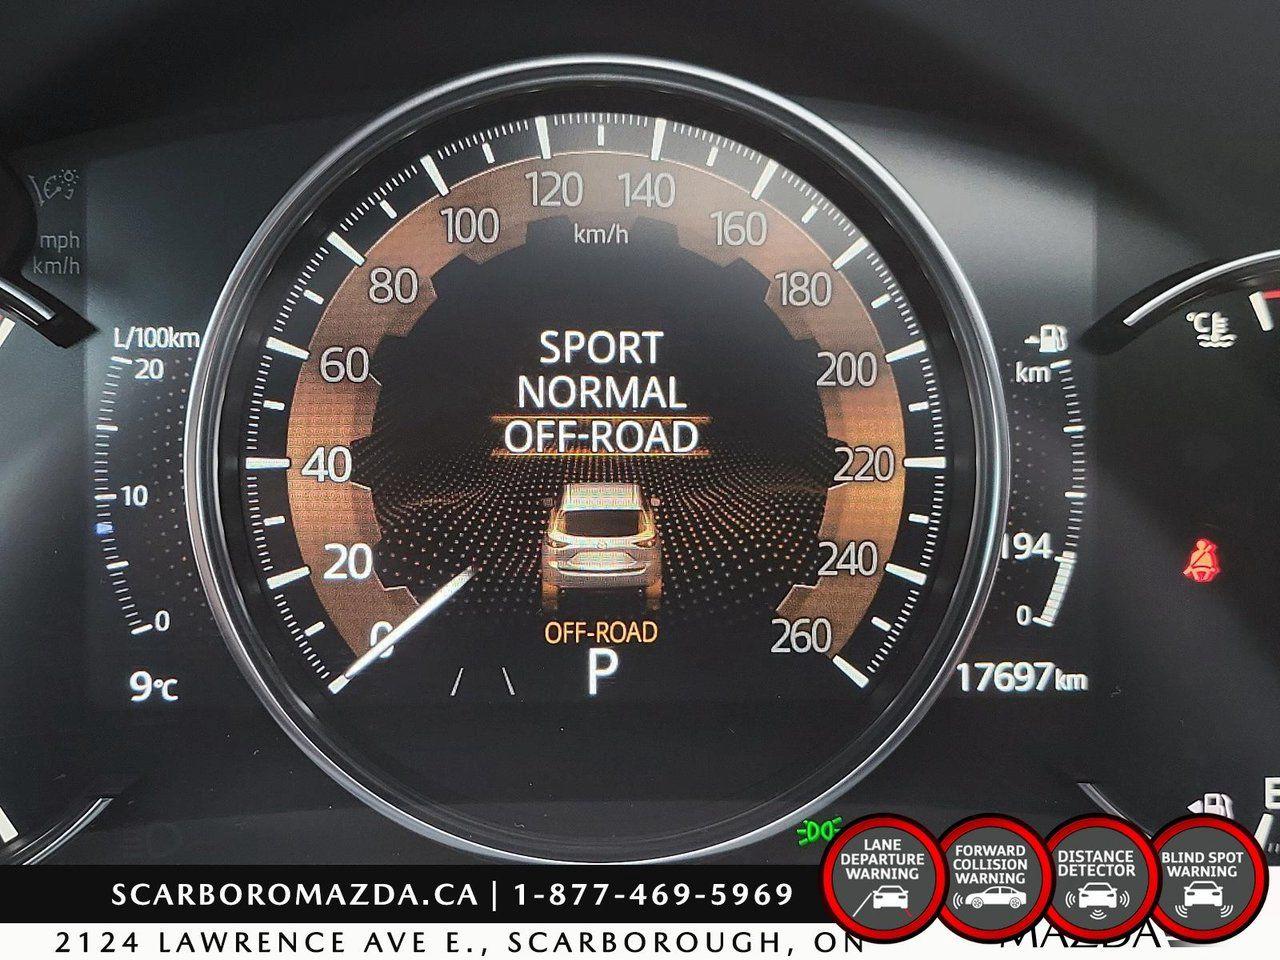 mph
km/h
L/100km
20
10
0
9°C
0
20
40
60
80
100
120
140
160
180
200
220
240
260
km/h
SPORT
NORMAL
OFF-ROAD
OFF-ROAD
P
km
194
0
17697km
°C
E
LANE
DEPARTURE
WARNING
FORWARD
COLLISION
WARNING
DISTANCE
DETECTOR
BLIND SPOT
WARNING
SCARBOROMAZDA.CA | 1-877-469-5969
2124 LAWRENCE AVE E., SCARBOROUGH, ON
MAZDA